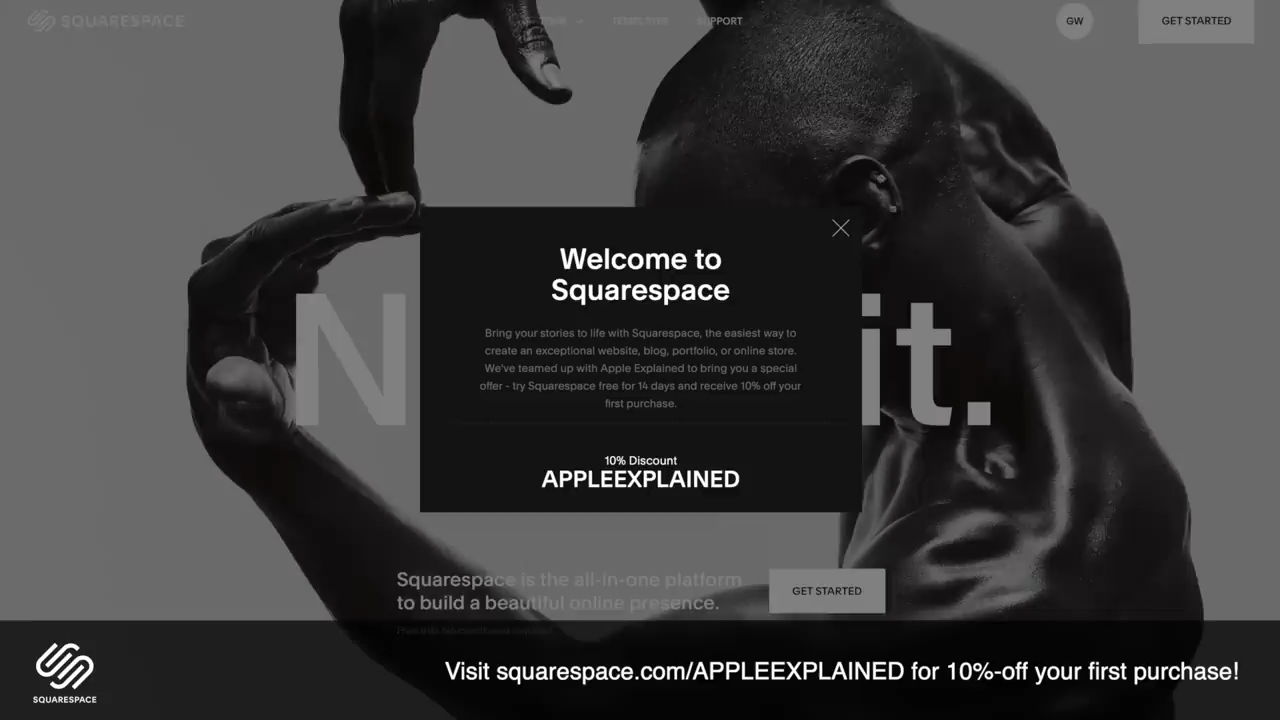 SQUARESPACE
TEMPLATES
SUPPORT
GW
GET STARTED
N
it.
Welcome to
Squarespace
Bring your stories to life with Squarespace, the easiest way to
create an exceptional website, blog, portfolio, or online store.
We've teamed up with Apple Explained to bring you a special
offer - try Squarespace free for 14 days and receive 10% off your
first purchase.
10% Discount
APPLEEXPLAINED
Squarespace is the all-in-one platform
to build a beautiful online presence.
GET STARTED
SQUARESPACE
Visit squarespace.com/APPLEEXPLAINED for 10%-off your first purchase!